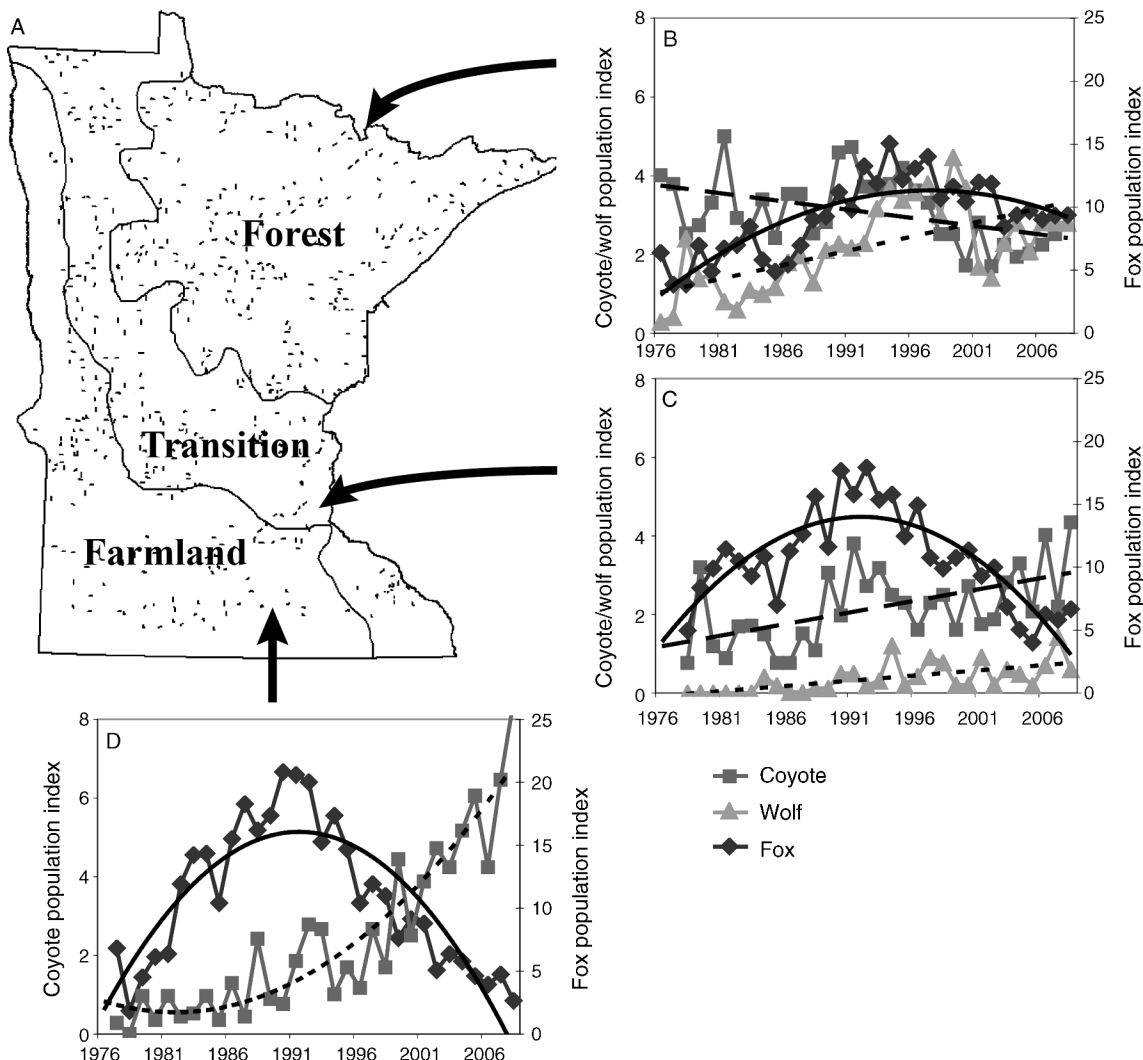 A
Forest
Transition
Farmland
B
Coyote/wolf population index
8
6
4
2
0
Fox population index
25
20
15
10
5
0
1976 1981 1986 1991 1996 2001 2006
C
Coyote/wolf population index
8
6
4
2
0
Fox population index
25
20
15
10
5
0
1976 1981 1986 1991 1996 2001 2006
D
Coyote population index
8
6
4
2
0
Fox population index
25
20
15
10
5
0
1976 1981 1986 1991 1996 2001 2006
Coyote
Wolf
Fox